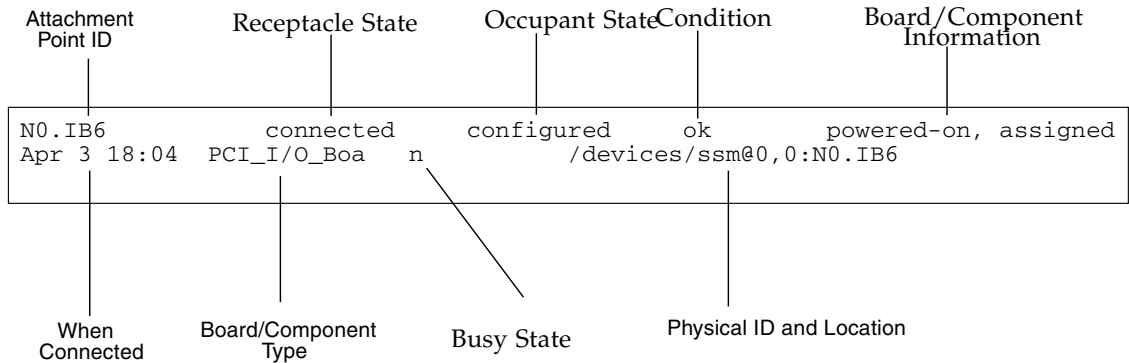 Attachment
Point ID
Receptacle State
Occupant State
Condition
Board/Component
Information
N0.IB6 connected configured ok powered-on, assigned
Apr 3 18:04 PCI_I/O_Boa n /devices/ssm@0,0:N0.IB6
When
Connected
Board/Component
Type
Busy State
Physical ID and Location